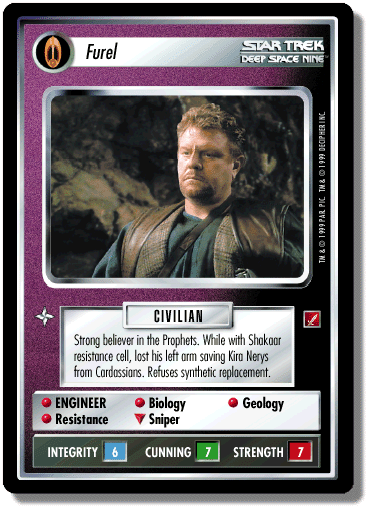 Furel
STAR TREK
DEEP SPACE NINE™
TM & © 1999 PAR. PIC. TM & © 1999 DECIPHER INC.
CIVILIAN
Strong believer in the Prophets. While with Shakaar
resistance cell, lost his left arm saving Kira Nerys
from Cardassians. Refuses synthetic replacement.
ENGINEER Biology Geology
Resistance Sniper
INTEGRITY 6 CUNNING 7 STRENGTH 7